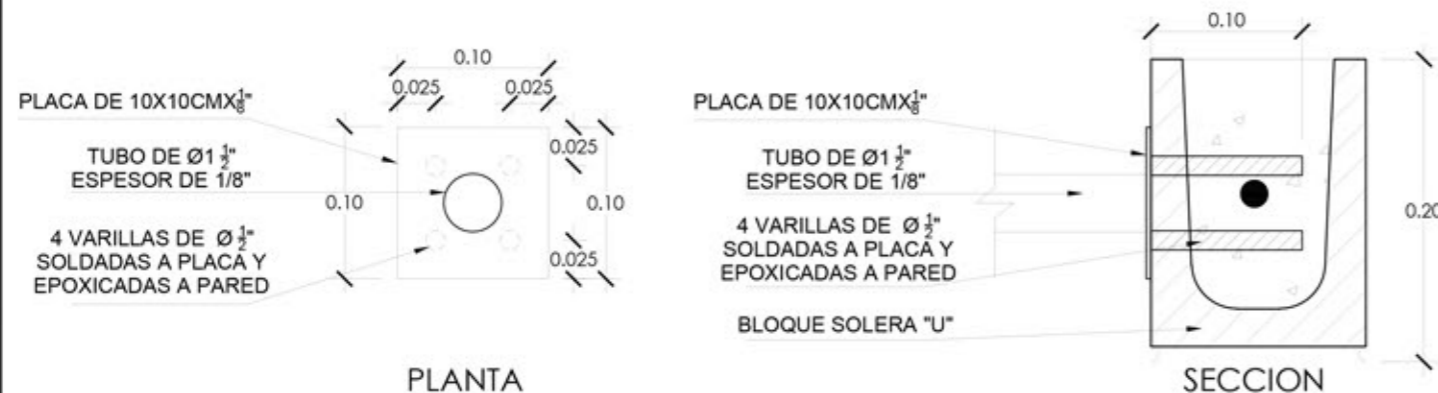 0.10
0.025 0.025
PLACA DE 10X10CMX1/8"
0.025
TUBO DE Ø1 1/2"
ESPESOR DE 1/8"
0.10
0.10
4 VARILLAS DE Ø 1/2"
SOLDADAS A PLACA Y
EPOXICADAS A PARED
0.025
PLANTA
0.10
PLACA DE 10X10CMX1/8"
TUBO DE Ø1 1/2"
ESPESOR DE 1/8"
0.20
4 VARILLAS DE Ø 1/2"
SOLDADAS A PLACA Y
EPOXICADAS A PARED
BLOQUE SOLERA "U"
SECCION